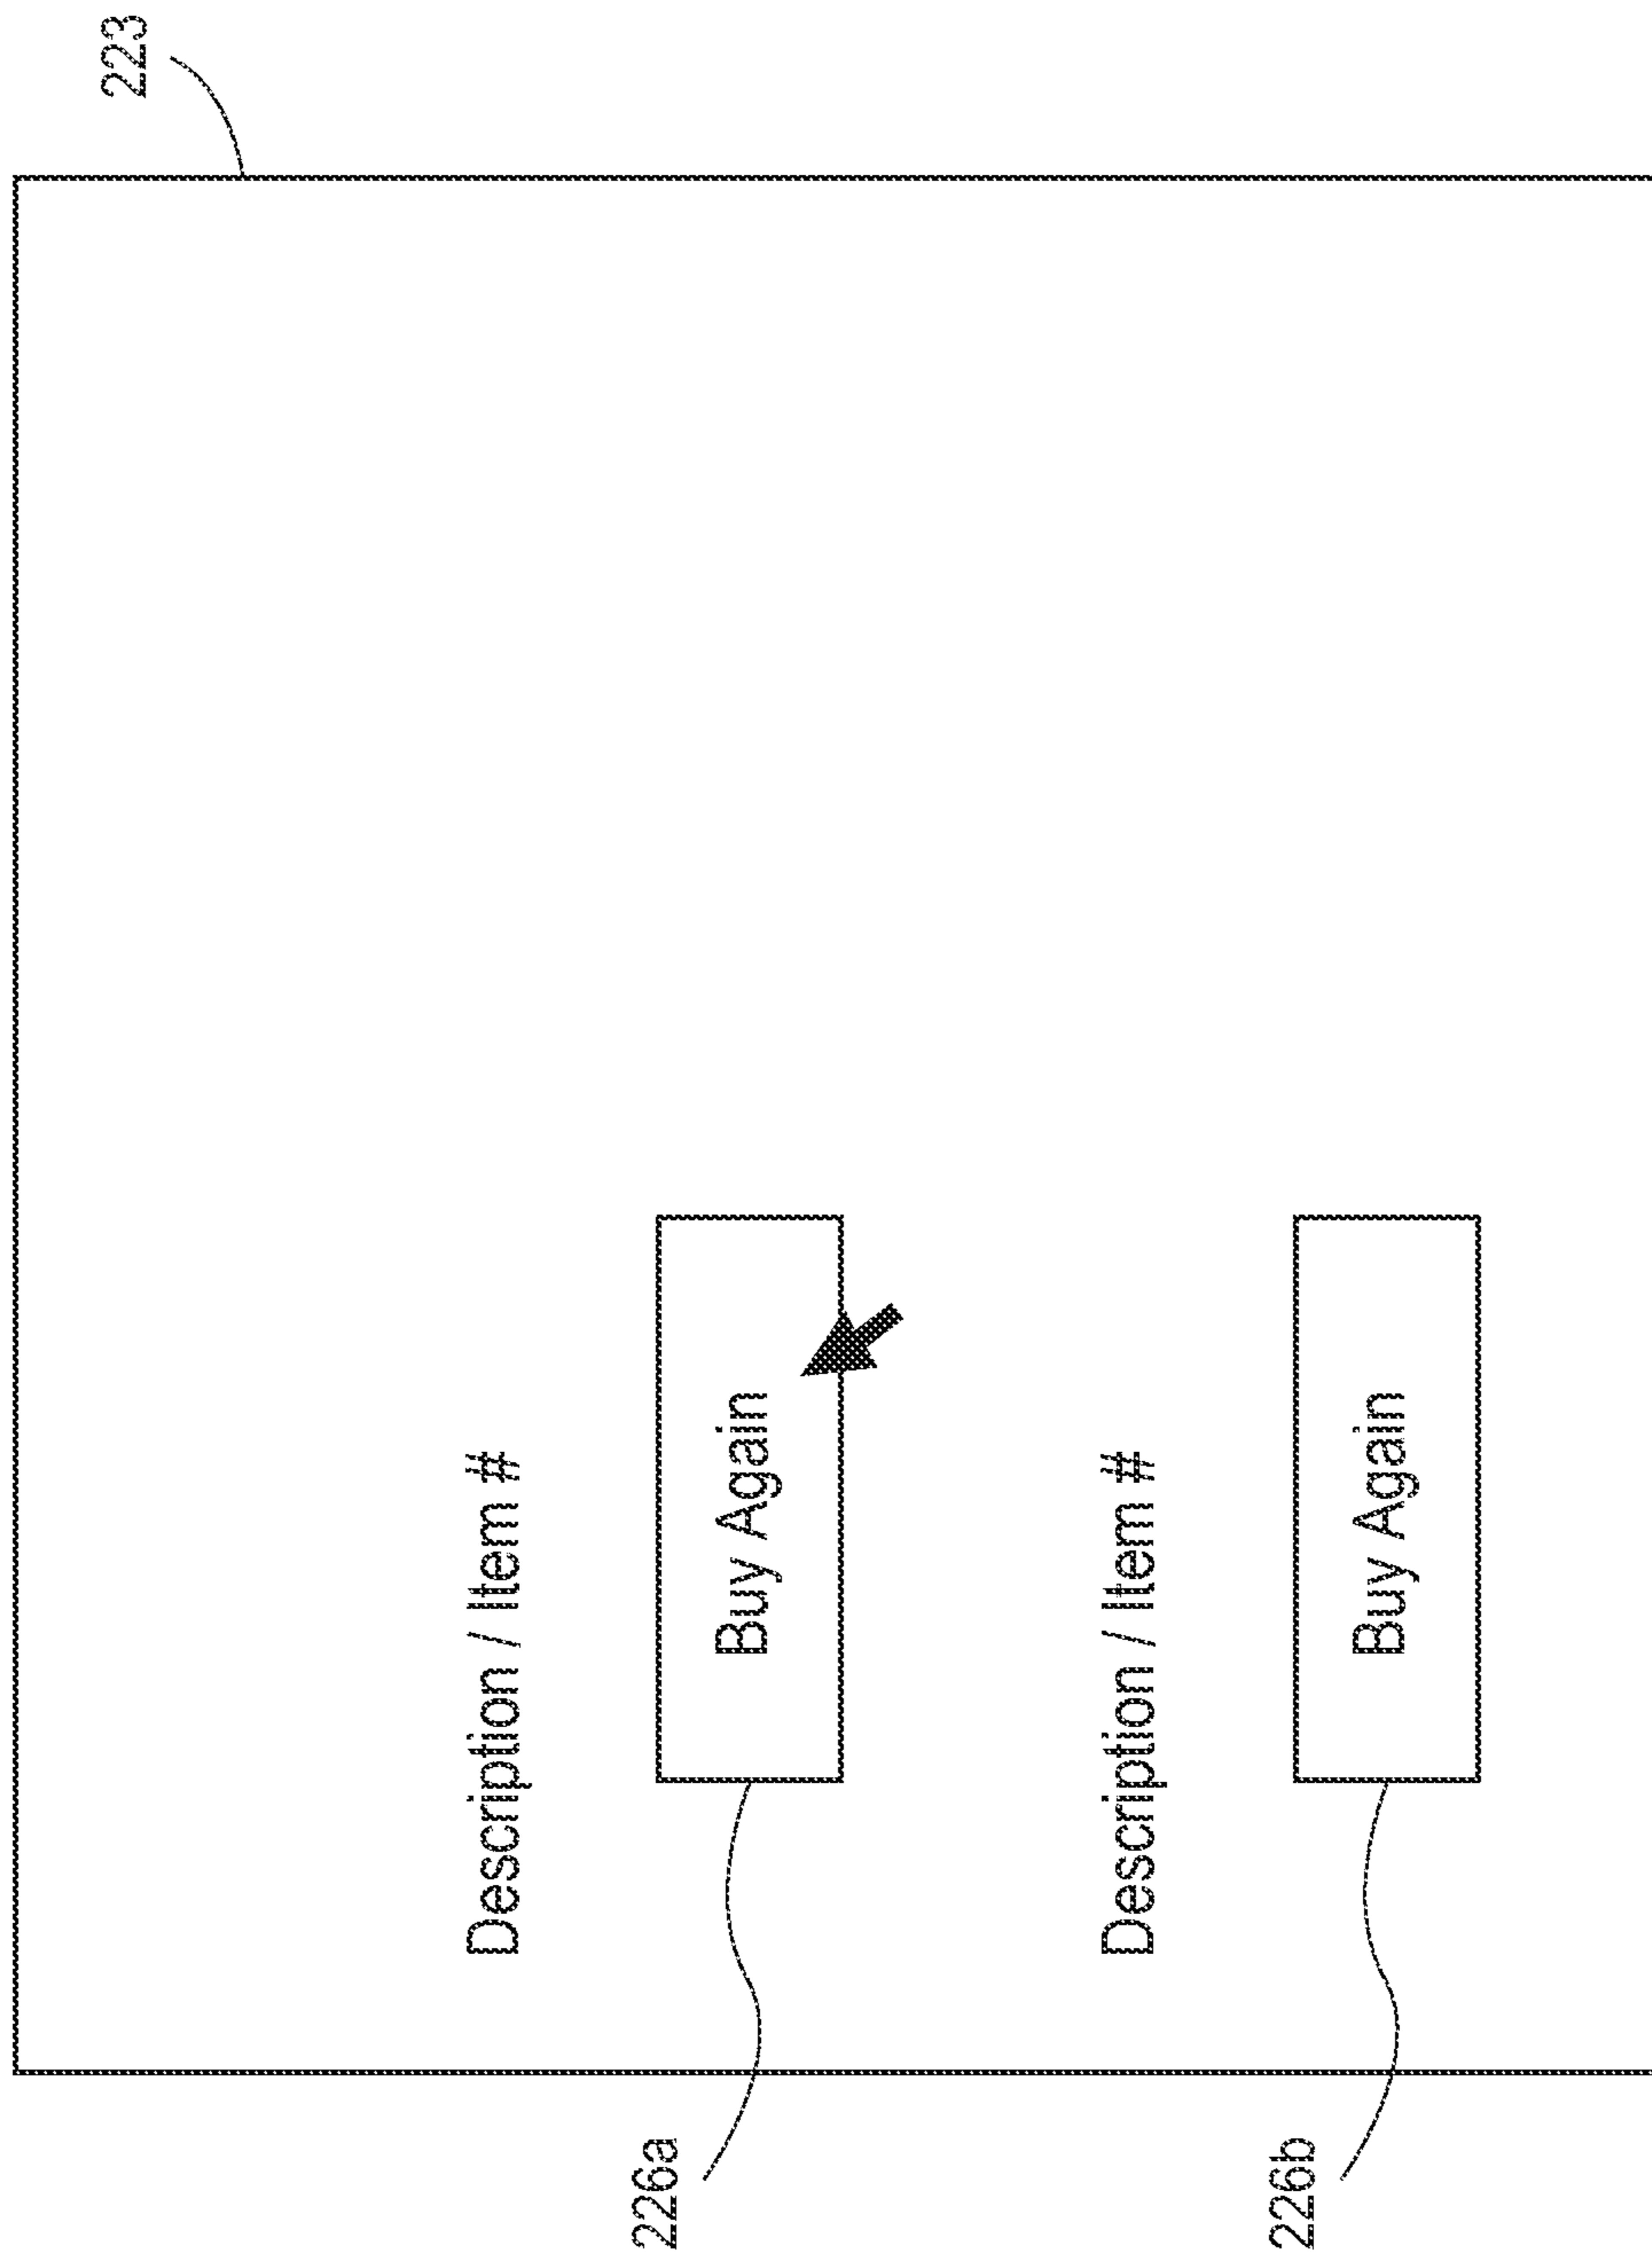 223
Description / Item #
226a
Buy Again
Description / Item #
226b
Buy Again